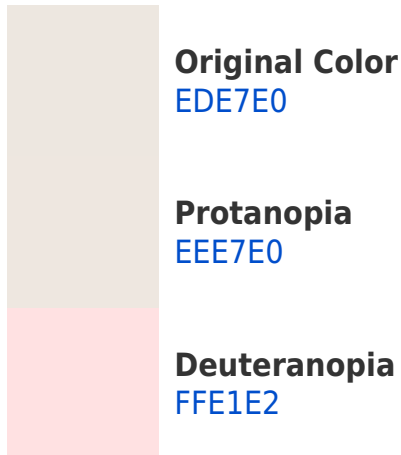 Original Color
EDE7E0
Protanopia
EEE7E0
Deuteranopia
FFE1E2